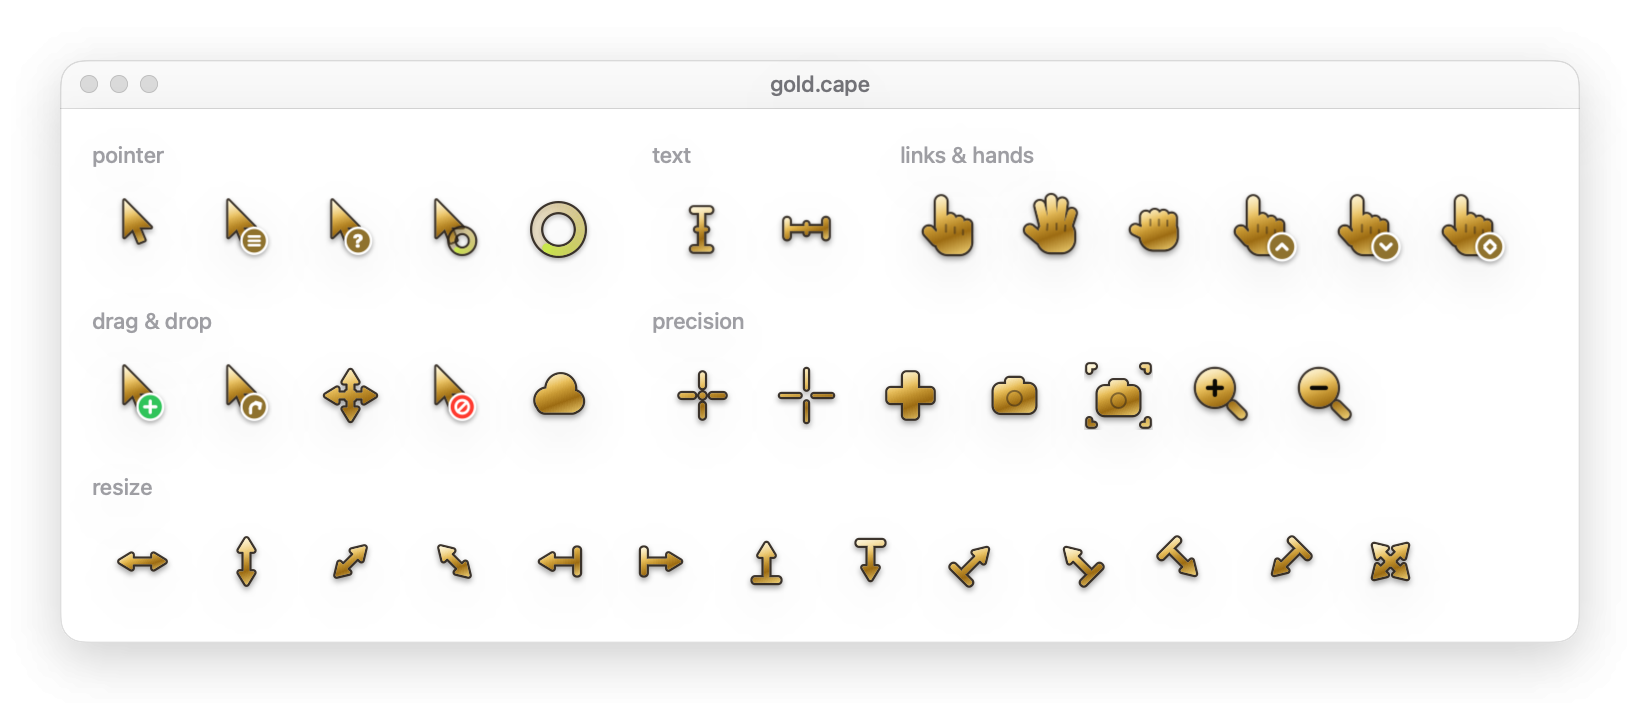 gold.cape
pointer
text
links & hands
drag & drop
precision
resize